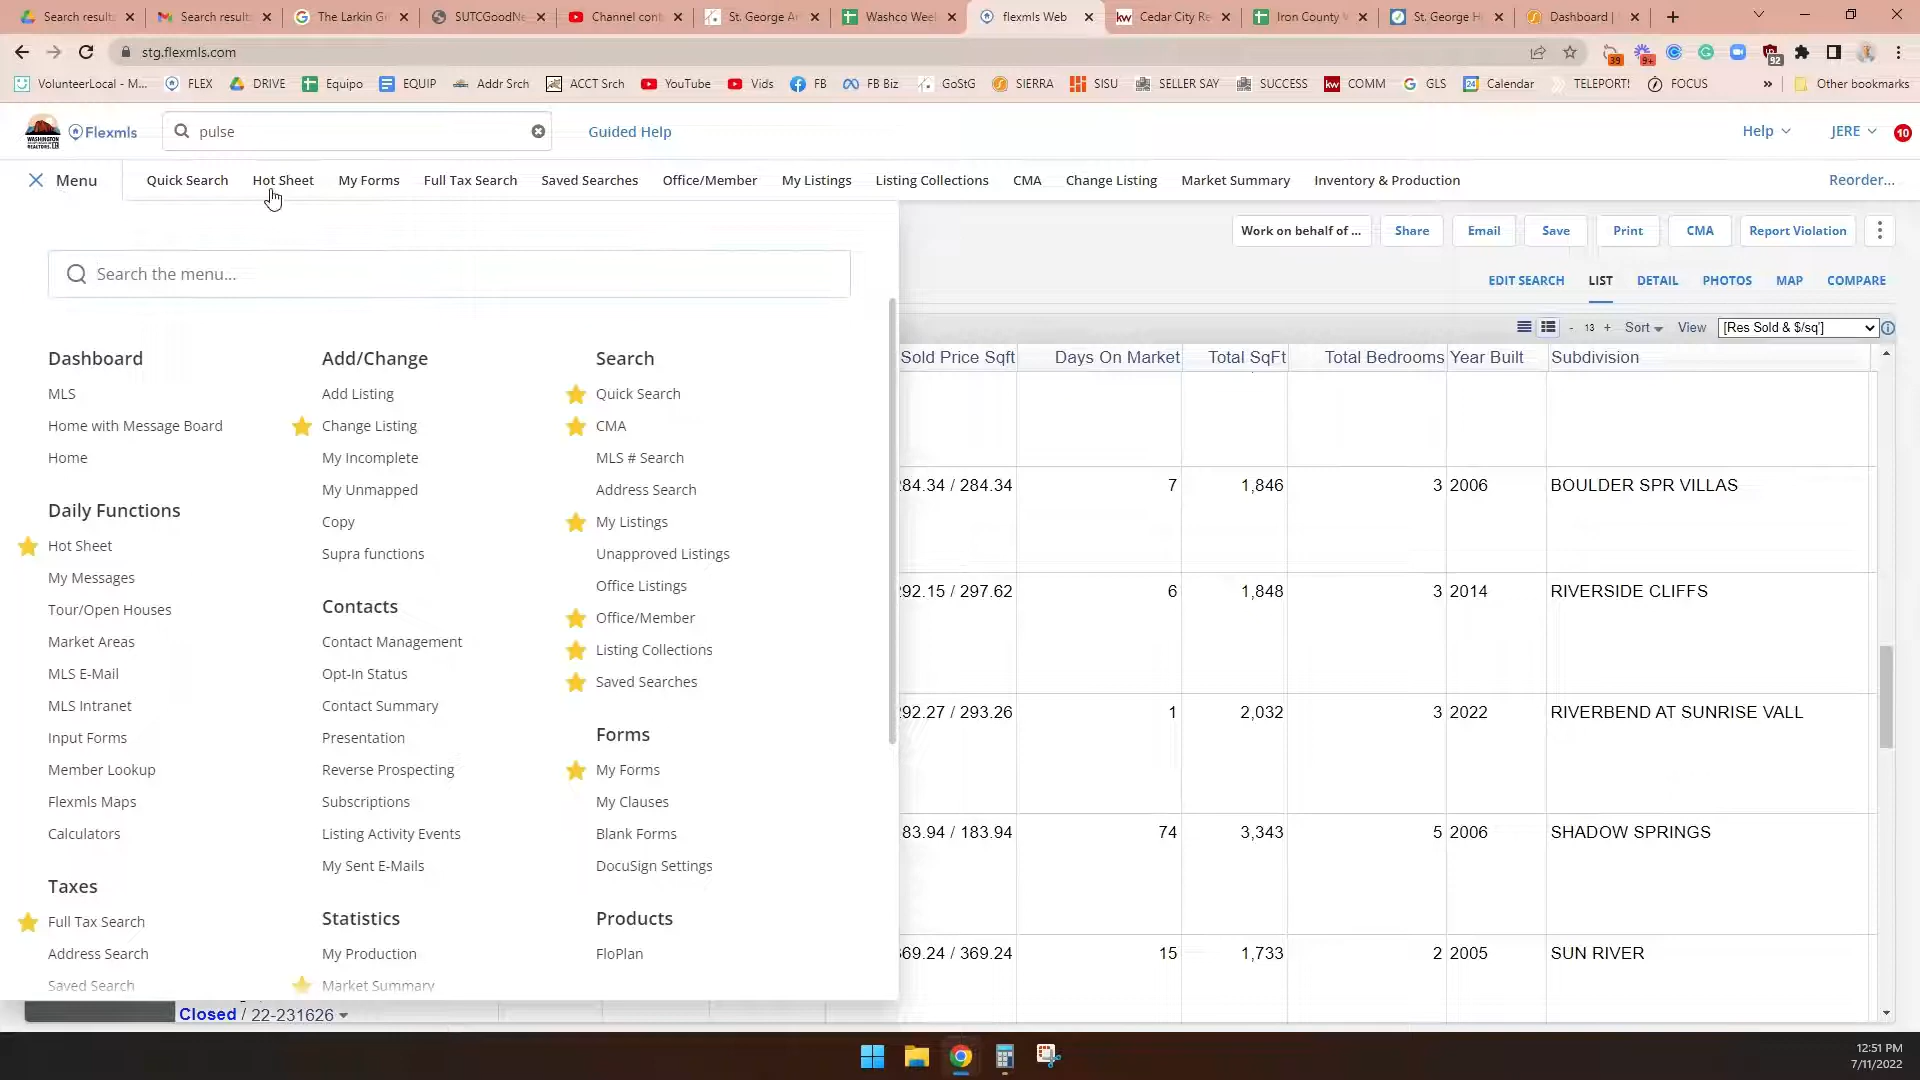 Search result:
Search result:
The Larkin Gr
SUTCGoodNe
Channel cont
St. George A
Washco Wee
flexmls Web
Cedar City Re
Iron County
St. George H
Dashboard |
stg.flexmls.com
39
9+
92
VolunteerLocal - M...
FLEX
DRIVE
Equipo
EQUIP
Addr Srch
ACCT Srch
YouTube
Vids
FB
FB Biz
GoStG
SIERRA
SISU
SELLER SAY
SUCCESS
COMM
GLS
Calendar
TELEPORT!
FOCUS
»
Other bookmarks
Flexmls
pulse
Guided Help
Help
JERE
10
Menu
Quick Search
Hot Sheet
My Forms
Full Tax Search
Saved Searches
Office/Member
My Listings
Listing Collections
CMA
Change Listing
Market Summary
Inventory & Production
Reorder...
Work on behalf of ...
Share
Email
Save
Print
CMA
Report Violation
Search the menu...
EDIT SEARCH
LIST
DETAIL
PHOTOS
MAP
COMPARE
- 13 +
Sort
View
[Res Sold & $/sq']
Dashboard
MLS
Home with Message Board
Home
Daily Functions
Hot Sheet
My Messages
Tour/Open Houses
Market Areas
MLS E-Mail
MLS Intranet
Input Forms
Member Lookup
Flexmls Maps
Calculators
Taxes
Full Tax Search
Address Search
Saved Search
Add/Change
Add Listing
Change Listing
My Incomplete
My Unmapped
Copy
Supra functions
Contacts
Contact Management
Opt-In Status
Contact Summary
Presentation
Reverse Prospecting
Subscriptions
Listing Activity Events
My Sent E-Mails
Statistics
My Production
Market Summary
Search
Quick Search
CMA
MLS # Search
Address Search
My Listings
Unapproved Listings
Office Listings
Office/Member
Listing Collections
Saved Searches
Forms
My Forms
My Clauses
Blank Forms
DocuSign Settings
Products
FloPlan
Sold Price Sqft
Days On Market
Total SqFt
Total Bedrooms
Year Built
Subdivision
84.34 / 284.34
7
1,846
3
2006
BOULDER SPR VILLAS
92.15 / 297.62
6
1,848
3
2014
RIVERSIDE CLIFFS
92.27 / 293.26
1
2,032
3
2022
RIVERBEND AT SUNRISE VALL
83.94 / 183.94
74
3,343
5
2006
SHADOW SPRINGS
69.24 / 369.24
15
1,733
2
2005
SUN RIVER
Closed / 22-231626
12:51 PM
7/11/2022